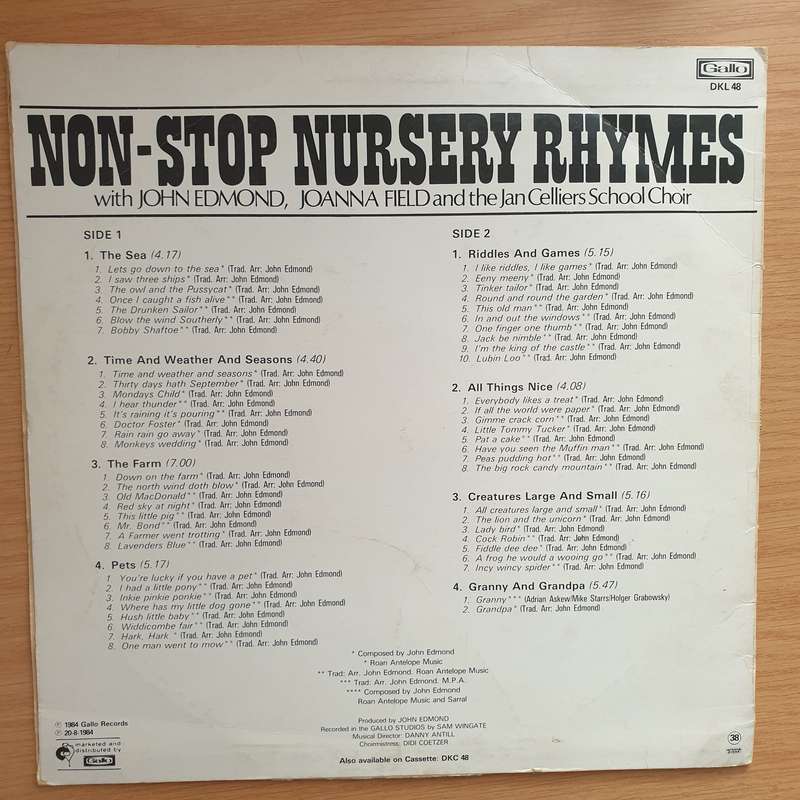 Gallo
DKL 48
NON-STOP NURSERY RHYMES
with JOHN EDMOND, JOANNA FIELD and the Jan Celliers School Choir
SIDE 1
1. The Sea (4.17)
1. Lets go down to the sea* (Trad. Arr: John Edmond)
2. I saw three ships* (Trad. Arr: John Edmond)
3. The owl and the Pussycat* (Trad. Arr: John Edmond)
4. Once I caught a fish alive** (Trad. Arr: John Edmond)
5. The Drunken Sailor** (Trad. Arr: John Edmond)
6. Blow the wind Southerly** (Trad. Arr: John Edmond)
7. Bobby Shaftoe** (Trad. Arr: John Edmond)
2. Time And Weather And Seasons (4.40)
1. Time and weather and seasons* (Trad. Arr: John Edmond)
2. Thirty days hath September* (Trad. Arr: John Edmond)
3. Mondays Child* (Trad. Arr: John Edmond)
4. I hear thunder** (Trad. Arr: John Edmond)
5. It's raining it's pouring** (Trad. Arr: John Edmond)
6. Doctor Foster* (Trad. Arr: John Edmond)
7. Rain rain go away* (Trad. Arr: John Edmond)
8. Monkeys wedding* (Trad. Arr: John Edmond)
3. The Farm (7.00)
1. Down on the farm* (Trad. Arr: John Edmond)
2. The north wind doth blow* (Trad. Arr: John Edmond)
3. Old MacDonald** (Trad. Arr: John Edmond)
4. Red sky at night* (Trad. Arr: John Edmond)
5. This little pig** (Trad. Arr: John Edmond)
6. Mr. Bond** (Trad. Arr: John Edmond)
7. A Farmer went trotting* (Trad. Arr: John Edmond)
8. Lavenders Blue** (Trad. Arr: John Edmond)
4. Pets (5.17)
1. You're lucky if you have a pet* (Trad. Arr: John Edmond)
2. I had a little pony** (Trad. Arr: John Edmond)
3. Inkie pinkie ponkie** (Trad. Arr: John Edmond)
4. Where has my little dog gone** (Trad. Arr: John Edmond)
5. Hush little baby** (Trad. Arr: John Edmond)
6. Widdicombe fair** (Trad. Arr: John Edmond)
7. Hark, Hark * (Trad. Arr: John Edmond)
8. One man went to mow** (Trad. Arr: John Edmond)
SIDE 2
1. Riddles And Games (5.15)
1. I like riddles, I like games* (Trad. Arr: John Edmond)
2. Eeny meeny* (Trad. Arr: John Edmond)
3. Tinker tailor* (Trad. Arr: John Edmond)
4. Round and round the garden* (Trad. Arr: John Edmond)
5. This old man** (Trad. Arr: John Edmond)
6. In and out the windows** (Trad. Arr: John Edmond)
7. One finger one thumb** (Trad. Arr: John Edmond)
8. Jack be nimble** (Trad. Arr: John Edmond)
9. I'm the king of the castle** (Trad. Arr: John Edmond)
10. Lubin Loo** (Trad. Arr: John Edmond)
2. All Things Nice (4.08)
1. Everybody likes a treat* (Trad. Arr: John Edmond)
2. If all the world were paper* (Trad. Arr: John Edmond)
3. Gimme crack corn** (Trad. Arr: John Edmond)
4. Little Tommy Tucker* (Trad. Arr: John Edmond)
5. Pat a cake** (Trad. Arr: John Edmond)
6. Have you seen the Muffin man** (Trad. Arr: John Edmond)
7. Peas pudding hot** (Trad. Arr: John Edmond)
8. The big rock candy mountain** (Trad. Arr: John Edmond)
3. Creatures Large And Small (5.16)
1. All creatures large and small* (Trad. Arr: John Edmond)
2. The lion and the unicorn* (Trad. Arr: John Edmond)
3. Lady bird* (Trad. Arr: John Edmond)
4. Cock Robin** (Trad. Arr: John Edmond)
5. Fiddle dee dee* (Trad. Arr: John Edmond)
6. A frog he would a wooing go** (Trad. Arr: John Edmond)
7. Incy wincy spider** (Trad. Arr: John Edmond)
4. Granny And Grandpa (5.47)
1. Granny*** (Adrian Askew/Mike Starrs/Holger Grabowsky)
2. Grandpa* (Trad. Arr: John Edmond)
* Composed by John Edmond
* Roan Antelope Music
** Trad: Arr: John Edmond. Roan Antelope Music
*** Trad: Arr: John Edmond. M.P.A.
**** Composed by John Edmond
Roan Antelope Music and Sarral
Produced by JOHN EDMOND
Recorded in the GALLO STUDIOS by SAM WINGATE
Musical Director: DANNY ANTILL
Choirmistress: DIDI COETZER
Also available on Cassette: DKC 48
℗ 1984 Gallo Records
℗ 20-8-1984
marketed and
distributed by
Gallo
38